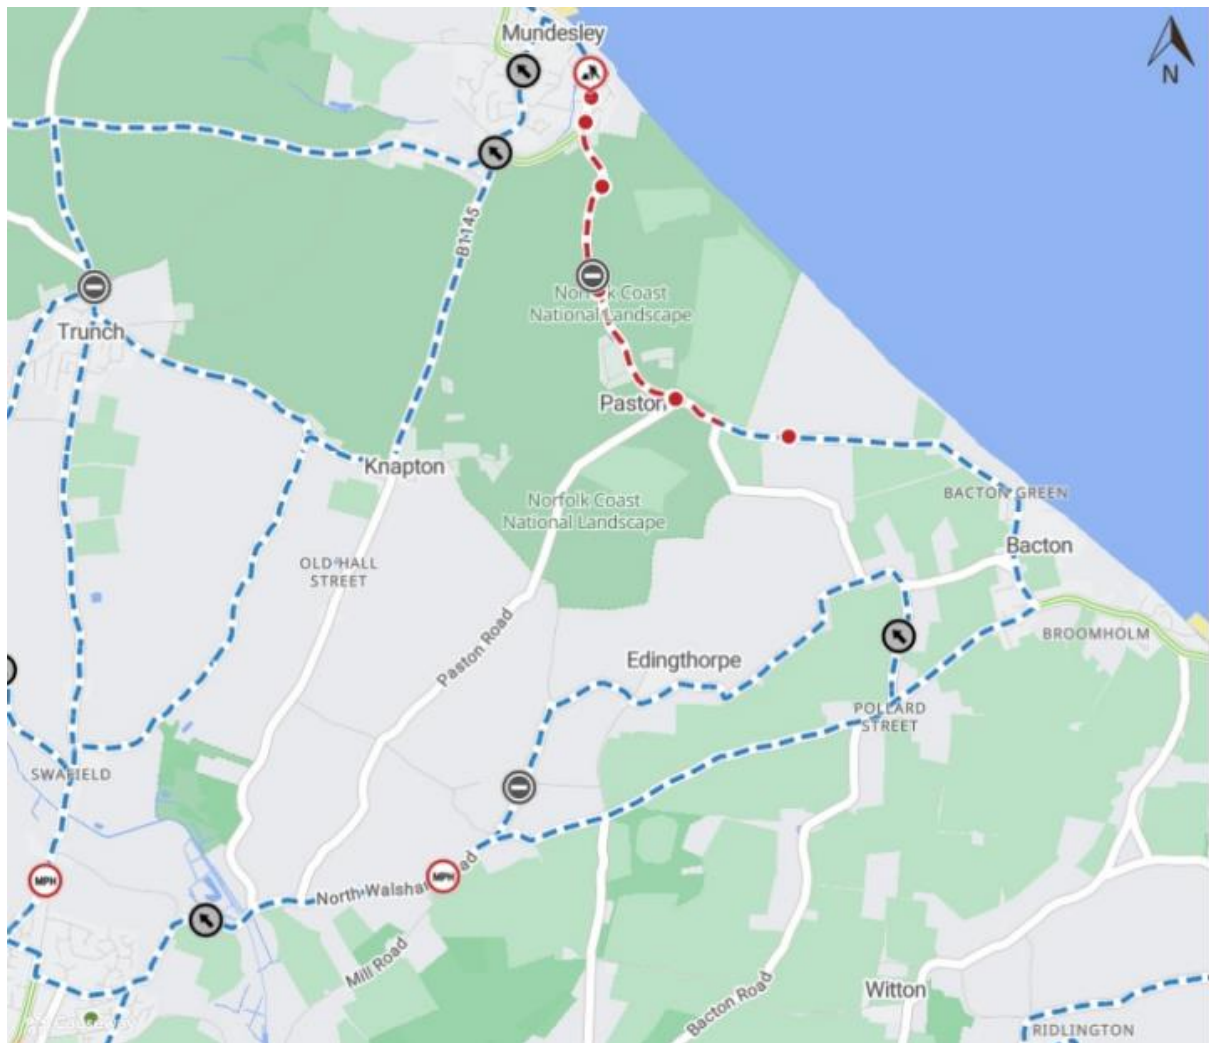 Mundesley
N
B1145
Norfolk Coast
National Landscape
Trunch
Paston
Knapton
Norfolk Coast
National Landscape
BACTON GREEN
Bacton
OLD HALL
STREET
BROOMHOLM
Paston Road
Edingthorpe
POLLARD
STREET
SWAFIELD
MPH
MPH
North Walsham Road
Mill Road
Bacton Road
Witton
RIDLINGTON